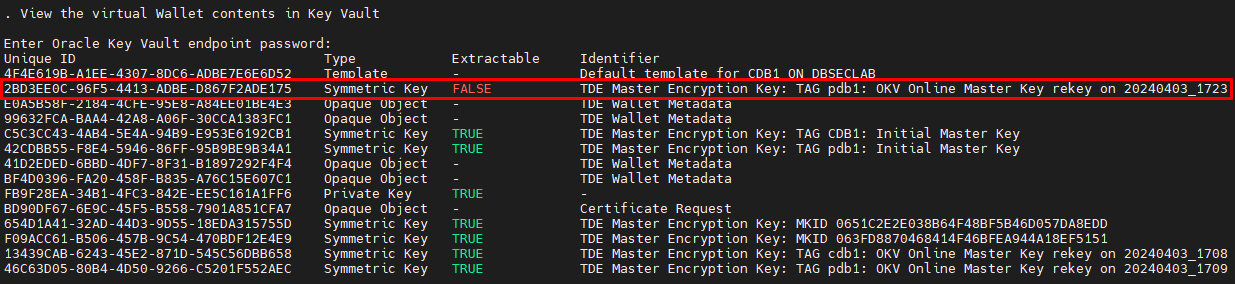 . View the virtual Wallet contents in Key Vault
Enter Oracle Key Vault endpoint password:
Unique ID Type Extractable Identifier
4F4E619B-A1EE-4307-8DC6-ADBE7E6E6D52 Template - Default template for CDB1 ON DBSECLAB
2BD3EE0C-96F5-4413-ADBE-D867F2ADE175 Symmetric Key FALSE TDE Master Encryption Key: TAG pdb1: OKV Online Master Key rekey on 20240403_1723
E0A5B58F-2184-4CFE-95E8-A84EE01BE4E3 Opaque Object - TDE Wallet Metadata
99632FCA-BAA4-42A8-A06F-30CCA1383FC1 Opaque Object - TDE Wallet Metadata
C5C3CC43-4AB4-5E4A-94B9-E953E6192CB1 Symmetric Key TRUE TDE Master Encryption Key: TAG CDB1: Initial Master Key
42CDBB55-F8E4-5946-86FF-95B9BE9B34A1 Symmetric Key TRUE TDE Master Encryption Key: TAG pdb1: Initial Master Key
41D2EDED-6BBD-4DF7-8F31-B1897292F4F4 Opaque Object - TDE Wallet Metadata
BF4D0396-FA20-458F-B835-A76C15E607C1 Opaque Object - TDE Wallet Metadata
FB9F28EA-34B1-4FC3-842E-EE5C161A1FF6 Private Key TRUE -
BD90DF67-6E9C-45F5-B558-7901A851CFA7 Opaque Object - Certificate Request
654D1A41-32AD-44D3-9D55-18EDA315755D Symmetric Key TRUE TDE Master Encryption Key: MKID 0651C2E2E038B64F48BF5B46D057DA8EDD
F09ACC61-B506-457B-9C54-470BDF12E4E9 Symmetric Key TRUE TDE Master Encryption Key: MKID 063FD8870468414F46BFEA944A18EF5151
13439CAB-6243-45E2-871D-545C56DBB658 Symmetric Key TRUE TDE Master Encryption Key: TAG cdb1: OKV Online Master Key rekey on 20240403_1708
46C63D05-80B4-4D50-9266-C5201F552AEC Symmetric Key TRUE TDE Master Encryption Key: TAG pdb1: OKV Online Master Key rekey on 20240403_1709